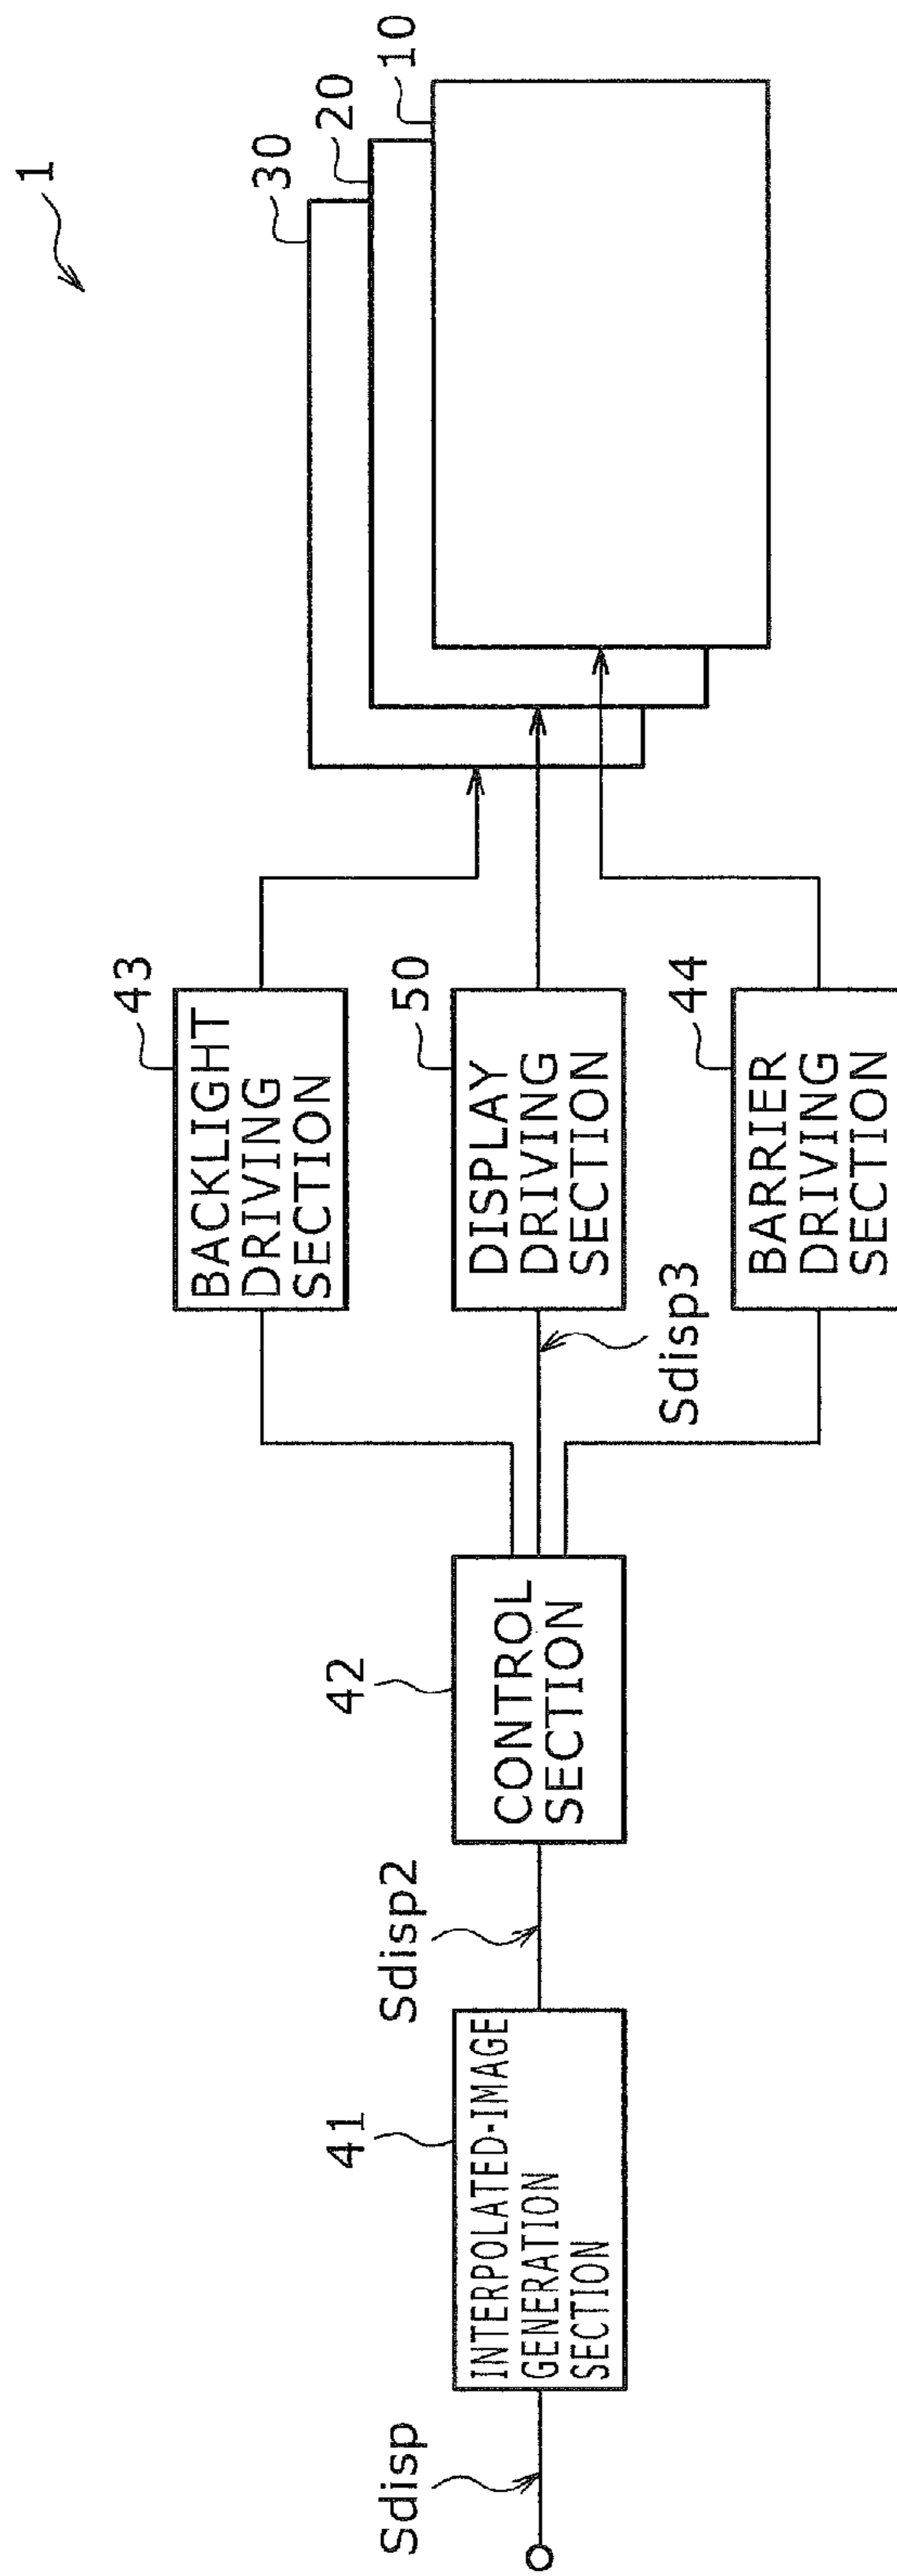 1
30
20
10
43
BACKLIGHT
DRIVING
SECTION
Sdisp
41
INTERPOLATED-IMAGE
GENERATION
SECTION
Sdisp2
42
CONTROL
SECTION
Sdisp3
50
DISPLAY
DRIVING
SECTION
44
BARRIER
DRIVING
SECTION